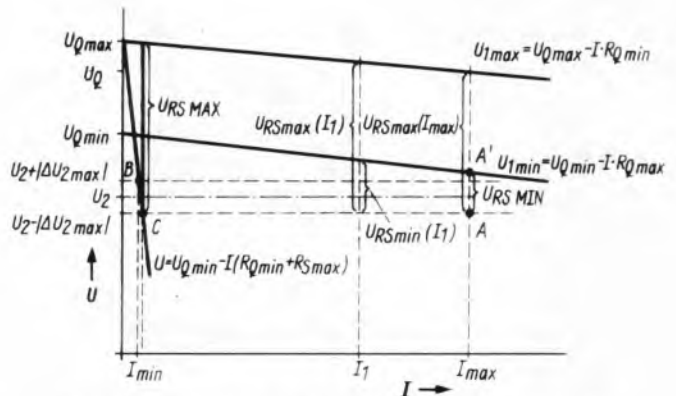 U_Qmax
U_1max = U_Qmax - I·R_Qmin
U_Q
U_RS MAX
U_RSmax (I_1)
U_RSmax(I_max)
U_Qmin
A'
U_1min = U_Qmin - I·R_Qmax
U_2+|ΔU_2max|
B
U_2
U_RS MIN
U_2-|ΔU_2max|
C
U_RSmin (I_1)
A
U=U_Qmin - I(R_Qmin+R_Smax)
U
I_min
I_1
I_max
I